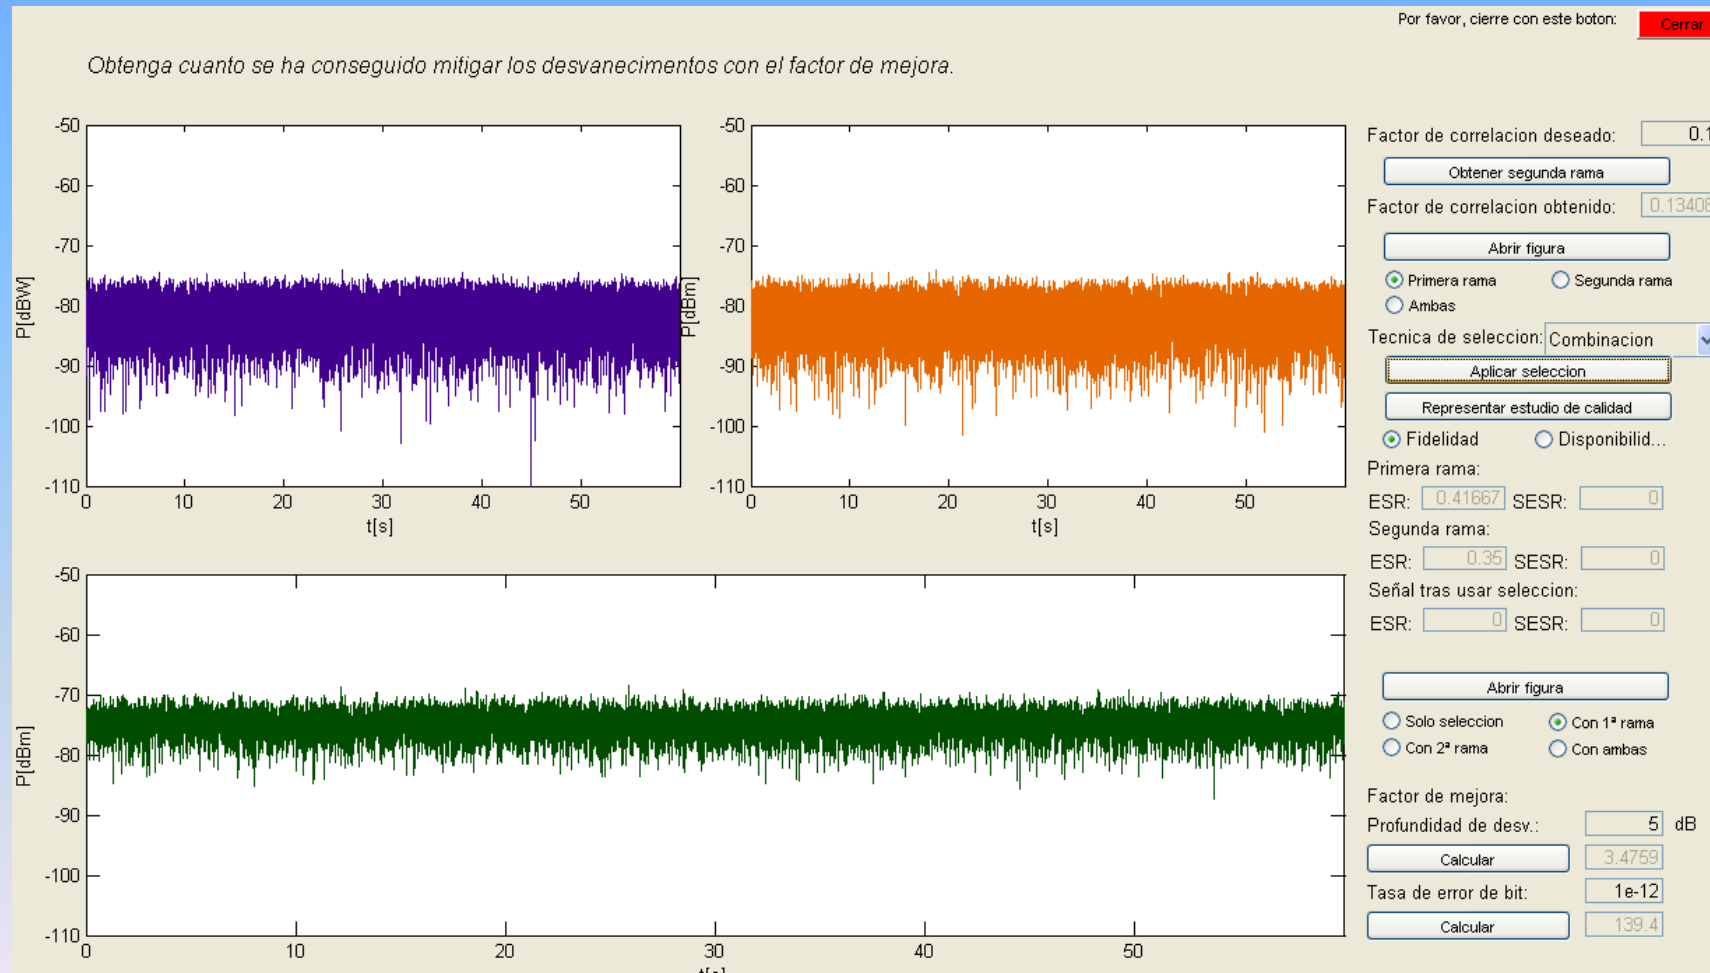 Por favor, cierre con este boton:
Cerrar
Obtenga cuanto se ha conseguido mitigar los desvanecimentos con el factor de mejora.
-50
-60
-70
-80
-90
-100
-110
P[dBW]
0 10 20 30 40 50
t[s]
-50
-60
-70
-80
-90
-100
-110
P[dBm]
0 10 20 30 40 50
t[s]
-50
-60
-70
-80
-90
-100
-110
P[dBm]
0 10 20 30 40 50
t[s]
Factor de correlacion deseado: 0.1
Obtener segunda rama
Factor de correlacion obtenido: 0.13408
Abrir figura
Primera rama Segunda rama
Ambas
Tecnica de seleccion: Combinacion
Aplicar seleccion
Representar estudio de calidad
Fidelidad Disponibilid...
Primera rama:
ESR: 0.41667 SESR: 0
Segunda rama:
ESR: 0.35 SESR: 0
Señal tras usar seleccion:
ESR: 0 SESR: 0
Abrir figura
Solo seleccion Con 1ª rama
Con 2ª rama Con ambas
Factor de mejora:
Profundidad de desv.: 5 dB
Calcular 3.4759
Tasa de error de bit: 1e-12
Calcular 139.4